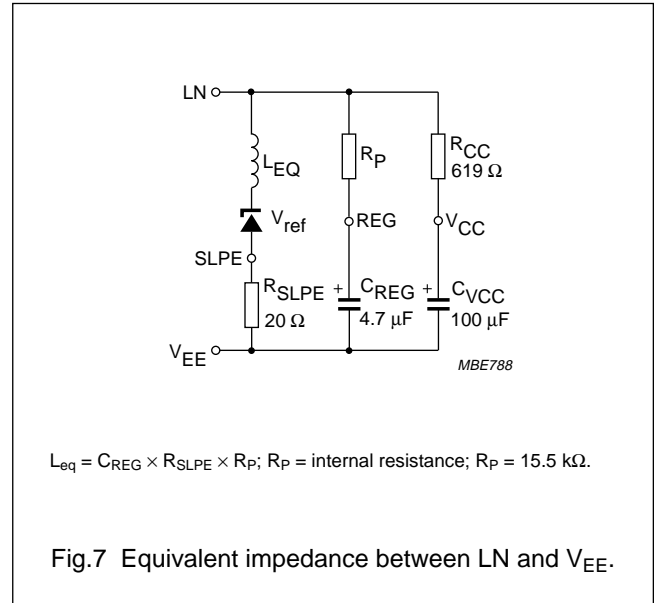 LN
LEQ
RP
RCC
619 Ω
Vref
REG
VCC
SLPE
RSLPE
20 Ω
+
CREG
4.7 μF
+
CVCC
100 μF
VEE
MBE788
Leq = CREG × RSLPE × RP; RP = internal resistance; RP = 15.5 kΩ.
Fig.7 Equivalent impedance between LN and VEE.